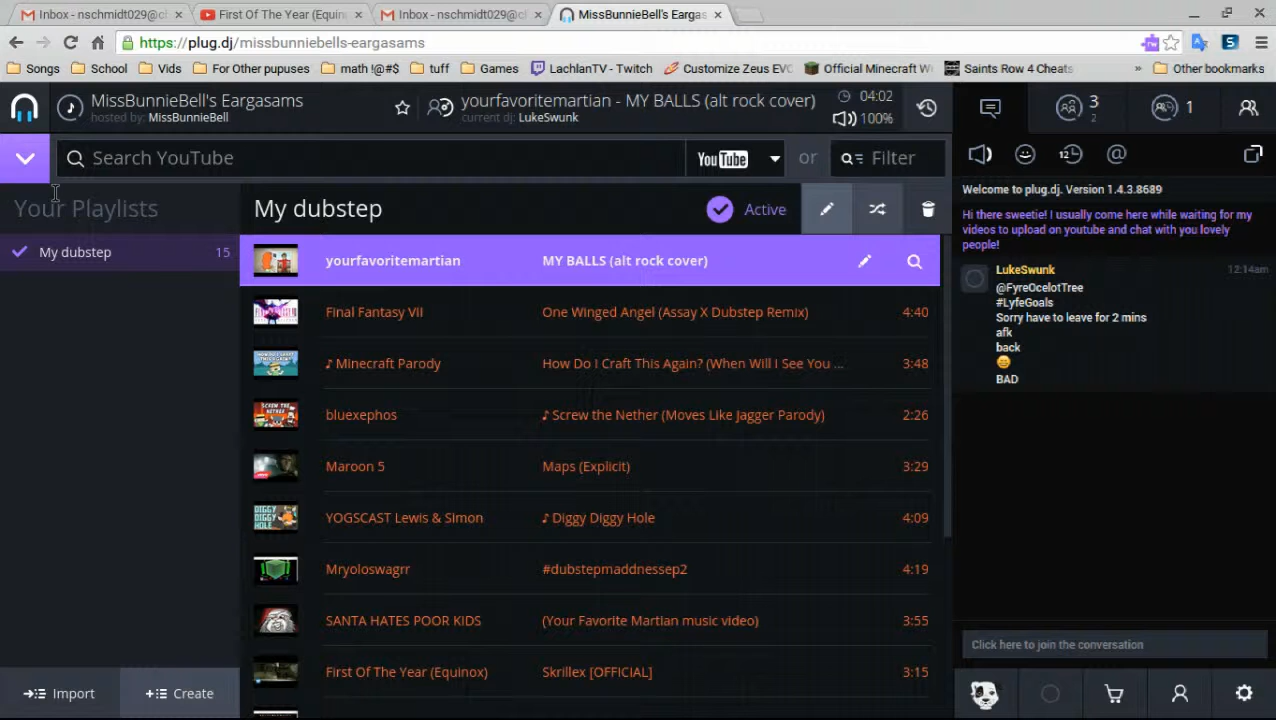 Inbox - nschmidt029@c
First Of The Year (Equin
Inbox - nschmidt029@c
MissBunnieBell's Eargas
https://plug.dj/missbunniebells-eargasams
Songs
School
Vids
For Other pupuses
math !@#$
tuff
Games
LachlanTV - Twitch
Customize Zeus EVO
Official Minecraft W
Saints Row 4 Cheats
»
Other bookmarks
MissBunnieBell's Eargasams
hosted by: MissBunnieBell
yourfavoritemartian - MY BALLS (alt rock cover)
current dj: LukeSwunk
04:02
100%
3
2
1
Search YouTube
You Tube
or
Filter
Your Playlists
My dubstep
15
My dubstep
Active
yourfavoritemartian MY BALLS (alt rock cover)
Final Fantasy VII One Winged Angel (Assay X Dubstep Remix) 4:40
♪ Minecraft Parody How Do I Craft This Again? (When Will I See You ... 3:48
bluexephos ♪ Screw the Nether (Moves Like Jagger Parody) 2:26
Maroon 5 Maps (Explicit) 3:29
YOGSCAST Lewis & SImon ♪ Diggy Diggy Hole 4:09
Mryoloswagrr #dubstepmaddnessep2 4:19
SANTA HATES POOR KIDS (Your Favorite Martian music video) 3:55
First Of The Year (Equinox) Skrillex [OFFICIAL] 3:15
Import
Create
Welcome to plug.dj. Version 1.4.3.8689
Hi there sweetie! I usually come here while waiting for my
videos to upload on youtube and chat with you lovely
people!
LukeSwunk 12:14am
@FyreOcelotTree
#LyfeGoals
Sorry have to leave for 2 mins
afk
back
BAD
Click here to join the conversation